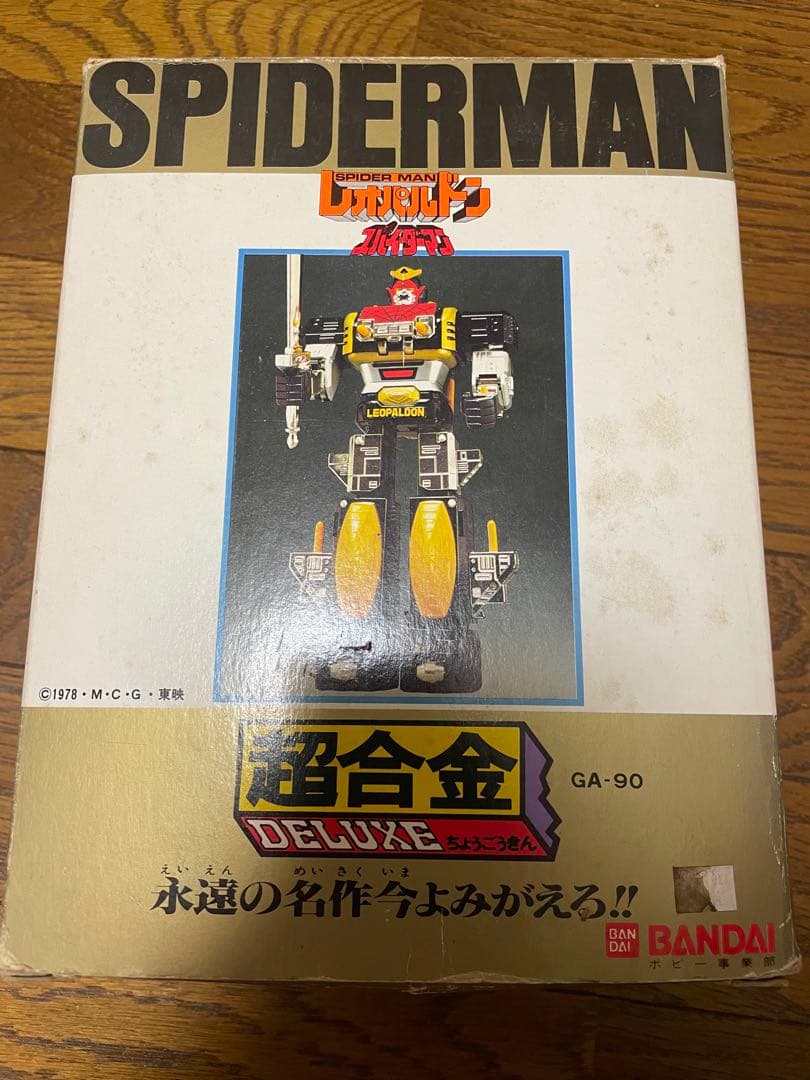 SPIDERMAN
SPIDER MAN
レオパルドン
スパイダーマン
LEOPALDON
©1978・M・C・G・東映
超合金
GA-90
DELUXE ちょうごうきん
えいえん めいさく いま
永遠の名作今よみがえろ!!
BAN
DAI
BANDAI
ポピー事業部